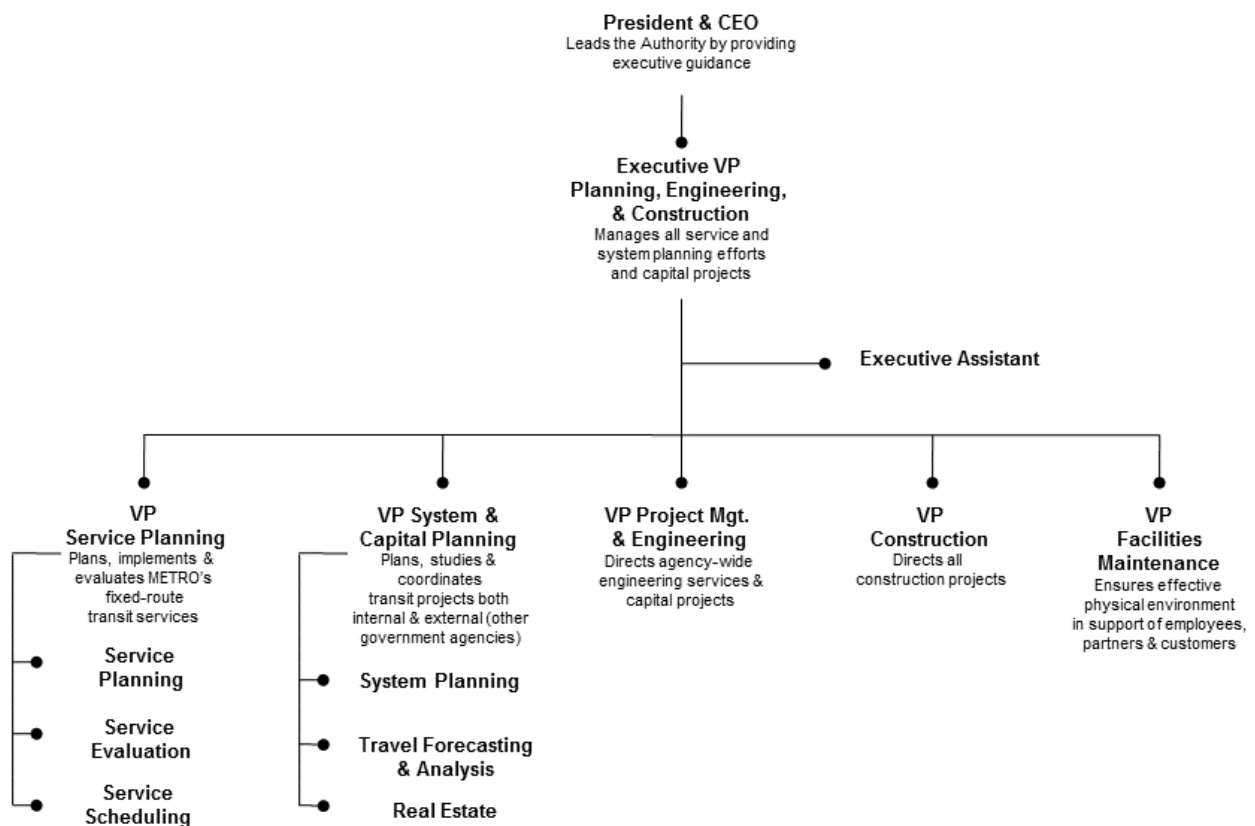 President & CEO
Leads the Authority by providing
executive guidance
Executive VP
Planning, Engineering,
& Construction
Manages all service and
system planning efforts
and capital projects
Executive Assistant
VP
Service Planning
Plans, implements &
evaluates METRO's
fixed-route
transit services
Service
Planning
Service
Evaluation
Service
Scheduling
VP System &
Capital Planning
Plans, studies &
coordinates
transit projects both
internal & external (other
government agencies)
System Planning
Travel Forecasting
& Analysis
Real Estate
VP Project Mgt.
& Engineering
Directs agency-wide
engineering services &
capital projects
VP
Construction
Directs all
construction projects
VP
Facilities
Maintenance
Ensures effective
physical environment
in support of employees,
partners & customers